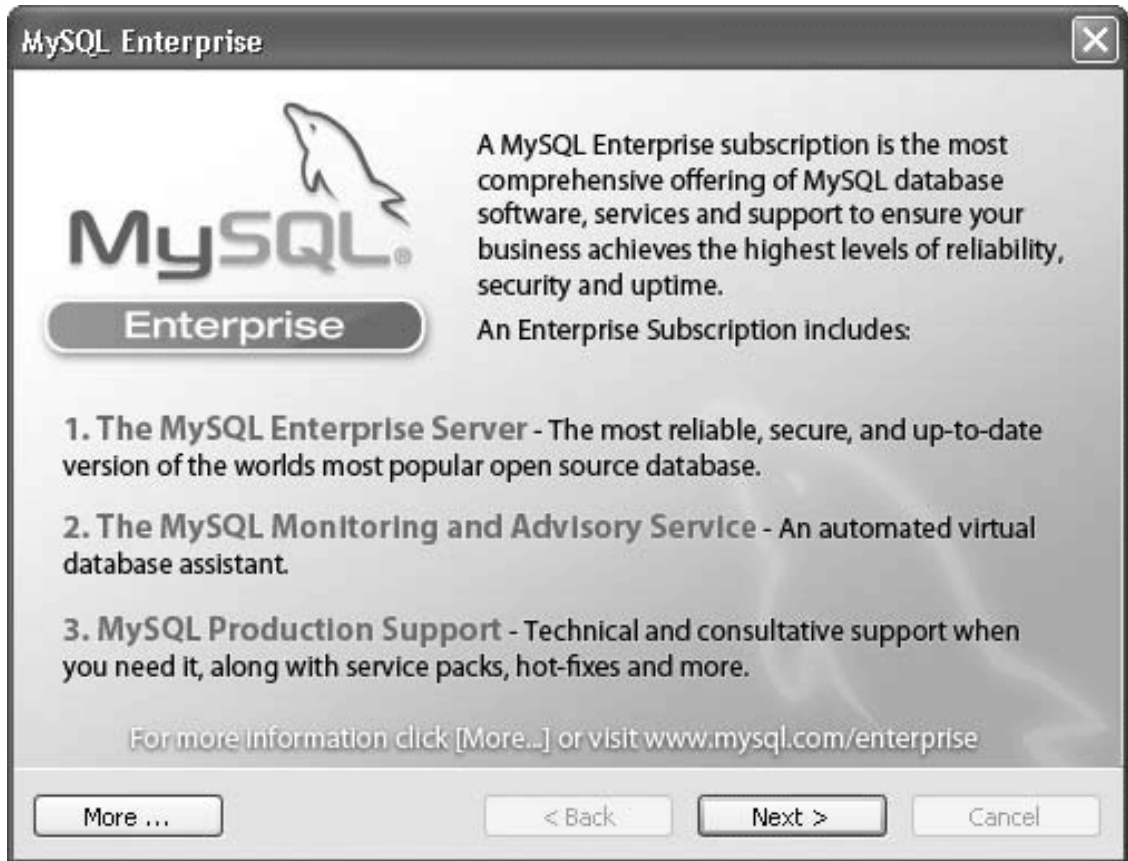 MySQL Enterprise
MySQL®
Enterprise
A MySQL Enterprise subscription is the most
comprehensive offering of MySQL database
software, services and support to ensure your
business achieves the highest levels of reliability,
security and uptime.
An Enterprise Subscription includes:
1. The MySQL Enterprise Server - The most reliable, secure, and up-to-date
version of the worlds most popular open source database.
2. The MySQL Monitoring and Advisory Service - An automated virtual
database assistant.
3. MySQL Production Support - Technical and consultative support when
you need it, along with service packs, hot-fixes and more.
For more information click [More...] or visit www.mysql.com/enterprise
More ...
< Back
Next >
Cancel